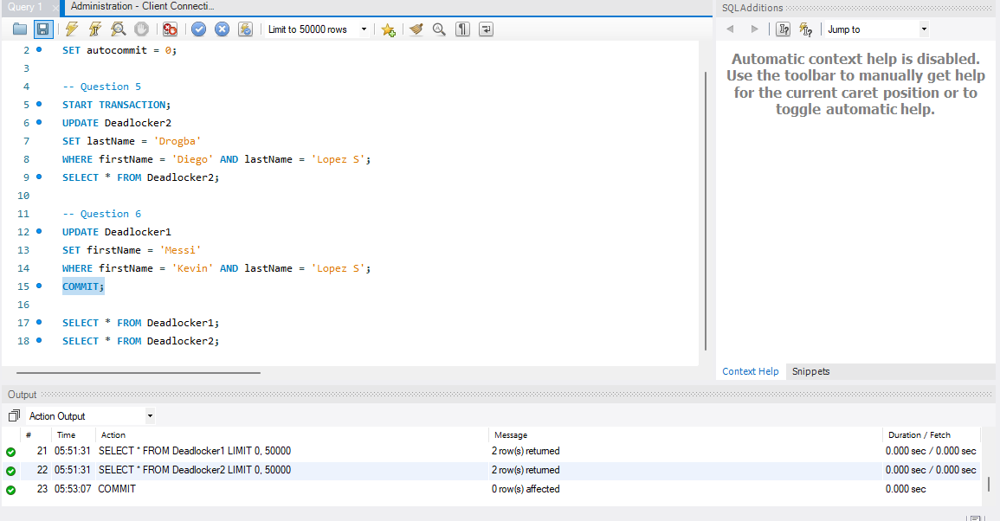 Query 1
Administration - Client Connecti...
SQLAdditions
Limit to 50000 rows
Jump to
2 SET autocommit = 0;
3
4 -- Question 5
5 START TRANSACTION;
6 UPDATE Deadlocker2
7 SET lastName = 'Drogba'
8 WHERE firstName = 'Diego' AND lastName = 'Lopez S';
9 SELECT * FROM Deadlocker2;
10
11 -- Question 6
12 UPDATE Deadlocker1
13 SET firstName = 'Messi'
14 WHERE firstName = 'Kevin' AND lastName = 'Lopez S';
15 COMMIT;
16
17 SELECT * FROM Deadlocker1;
18 SELECT * FROM Deadlocker2;
Automatic context help is disabled.
Use the toolbar to manually get help
for the current caret position or to
toggle automatic help.
Context Help Snippets
Output
Action Output
# Time Action Message Duration / Fetch
21 05:51:31 SELECT * FROM Deadlocker1 LIMIT 0, 50000 2 row(s) returned 0.000 sec / 0.000 sec
22 05:51:31 SELECT * FROM Deadlocker2 LIMIT 0, 50000 2 row(s) returned 0.000 sec / 0.000 sec
23 05:53:07 COMMIT 0 row(s) affected 0.000 sec